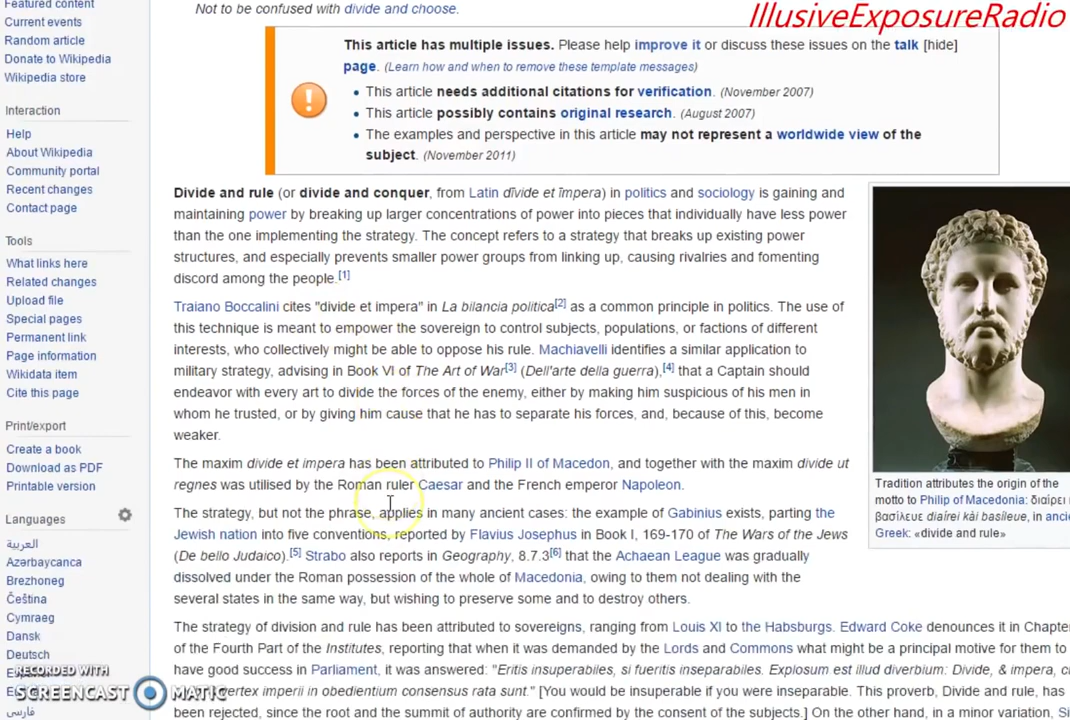 IllusiveExposureRadio
Featured content
Current events
Random article
Donate to Wikipedia
Wikipedia store
Interaction
Help
About Wikipedia
Community portal
Recent changes
Contact page
Tools
What links here
Related changes
Upload file
Special pages
Permanent link
Page information
Wikidata item
Cite this page
Print/export
Create a book
Download as PDF
Printable version
Languages
العربية
Azərbaycanca
Brezhoneg
Čeština
Cymraeg
Dansk
Deutsch
فارسی
RECORDED WITH
SCREENCAST MATIC
Not to be confused with divide and choose.
This article has multiple issues. Please help improve it or discuss these issues on the talk [hide]
page. (Learn how and when to remove these template messages)
• This article needs additional citations for verification. (November 2007)
• This article possibly contains original research. (August 2007)
• The examples and perspective in this article may not represent a worldwide view of the
subject. (November 2011)
Divide and rule (or divide and conquer, from Latin dīvide et īmpera) in politics and sociology is gaining and
maintaining power by breaking up larger concentrations of power into pieces that individually have less power
than the one implementing the strategy. The concept refers to a strategy that breaks up existing power
structures, and especially prevents smaller power groups from linking up, causing rivalries and fomenting
discord among the people.[1]
Traiano Boccalini cites "divide et impera" in La bilancia politica[2] as a common principle in politics. The use of
this technique is meant to empower the sovereign to control subjects, populations, or factions of different
interests, who collectively might be able to oppose his rule. Machiavelli identifies a similar application to
military strategy, advising in Book VI of The Art of War[3] (Dell'arte della guerra),[4] that a Captain should
endeavor with every art to divide the forces of the enemy, either by making him suspicious of his men in
whom he trusted, or by giving him cause that he has to separate his forces, and, because of this, become
weaker.
The maxim divide et impera has been attributed to Philip II of Macedon, and together with the maxim divide ut
regnes was utilised by the Roman ruler Caesar and the French emperor Napoleon.
The strategy, but not the phrase, applies in many ancient cases: the example of Gabinius exists, parting the
Jewish nation into five conventions, reported by Flavius Josephus in Book I, 169-170 of The Wars of the Jews
(De bello Judaico).[5] Strabo also reports in Geography, 8.7.3[6] that the Achaean League was gradually
dissolved under the Roman possession of the whole of Macedonia, owing to them not dealing with the
several states in the same way, but wishing to preserve some and to destroy others.
The strategy of division and rule has been attributed to sovereigns, ranging from Louis XI to the Habsburgs. Edward Coke denounces it in Chapter
of the Fourth Part of the Institutes, reporting that when it was demanded by the Lords and Commons what might be a principal motive for them to
have good success in Parliament, it was answered: "Eritis insuperabiles, si fueritis inseparabiles. Explosum est illud diverbium: Divide, & impera, c
vertex imperii in obedientium consensus rata sunt." [You would be insuperable if you were inseparable. This proverb, Divide and rule, has
been rejected, since the root and the summit of authority are confirmed by the consent of the subjects.] On the other hand, in a minor variation, Si
Tradition attributes the origin of the
motto to Philip of Macedonia: διαίρει
βασίλευε diaírei kài basíleue, in ancie
Greek: «divide and rule»